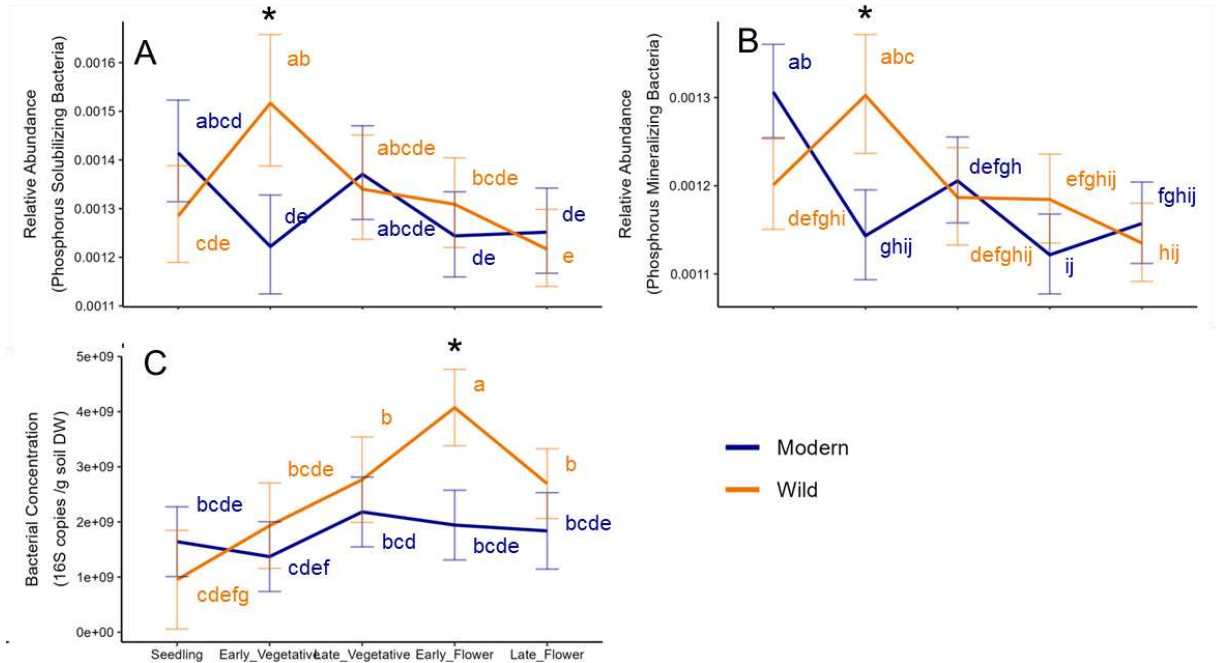 *
A
Relative Abundance
(Phosphorus Solubilizing Bacteria)
0.0016
0.0015
0.0014
0.0013
0.0012
0.0011
abcd
cde
ab
de
abcde
abcde
bcde
de
de
e
*
B
Relative Abundance
(Phosphorus Mineralizing Bacteria)
0.0013
0.0012
0.0011
ab
defghi
abc
ghij
defgh
defghij
efghij
ij
fghij
hij
*
C
Bacterial Concentration
(16S copies /g soil DW)
5e+09
4e+09
3e+09
2e+09
1e+09
0e+00
bcde
cdefg
bcde
cdef
b
bcd
a
bcde
b
bcde
Seedling Early_Vegetative Late_Vegetative Early_Flower Late_Flower
Modern
Wild